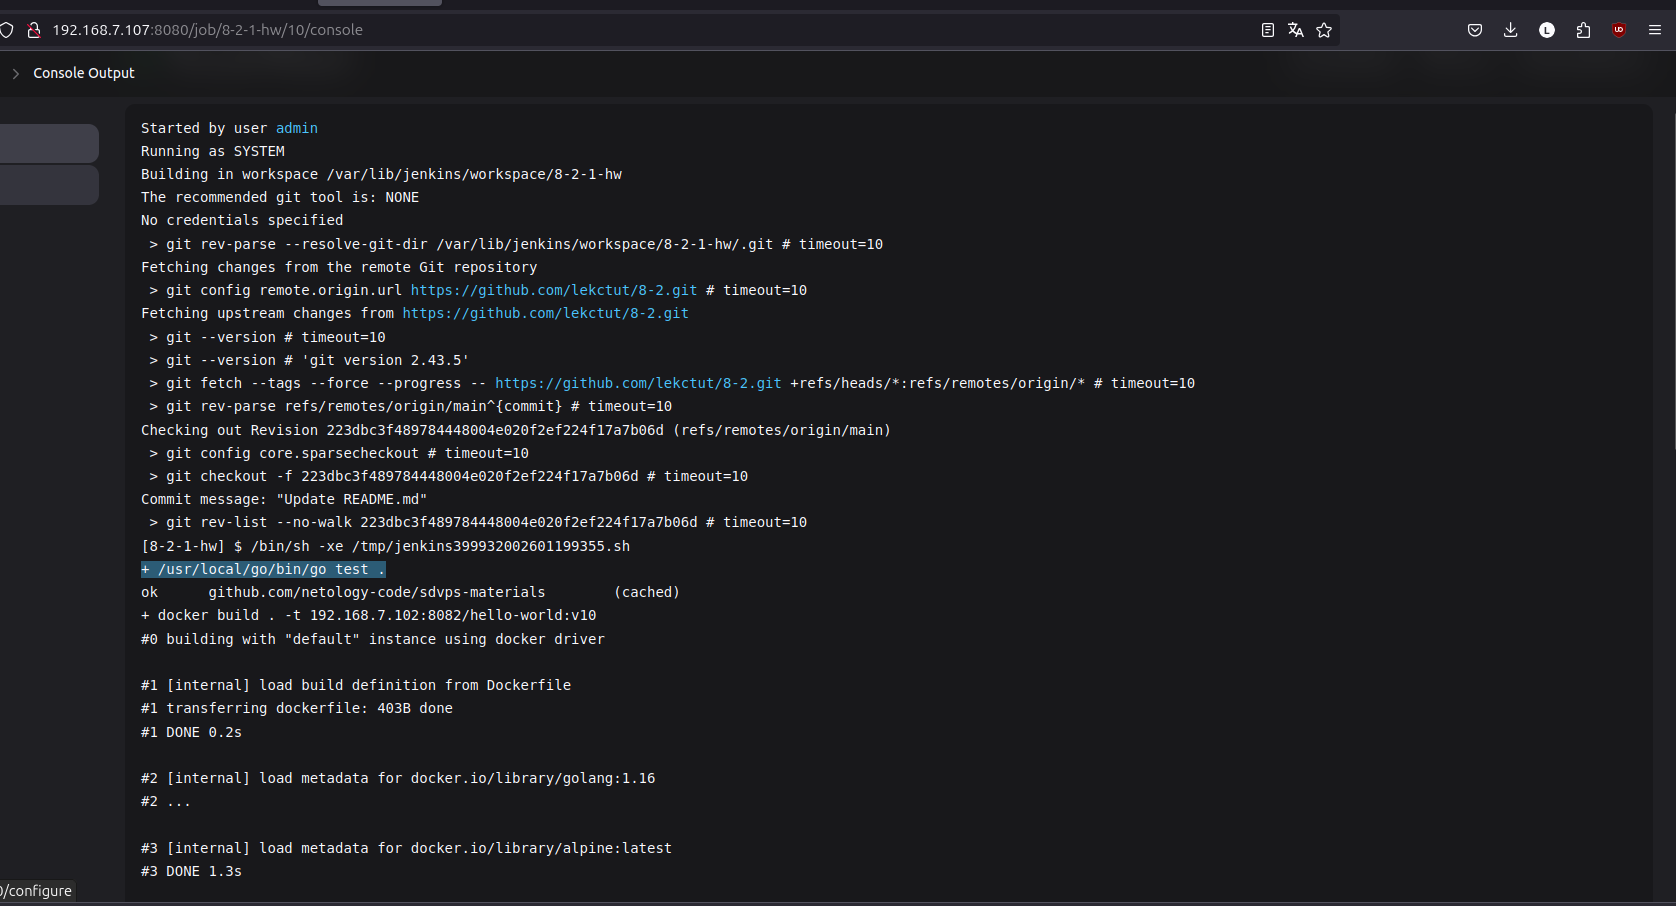 192.168.7.107:8080/job/8-2-1-hw/10/console
L
UD
Console Output
Started by user admin
Running as SYSTEM
Building in workspace /var/lib/jenkins/workspace/8-2-1-hw
The recommended git tool is: NONE
No credentials specified
 > git rev-parse --resolve-git-dir /var/lib/jenkins/workspace/8-2-1-hw/.git # timeout=10
Fetching changes from the remote Git repository
 > git config remote.origin.url https://github.com/lekctut/8-2.git # timeout=10
Fetching upstream changes from https://github.com/lekctut/8-2.git
 > git --version # timeout=10
 > git --version # 'git version 2.43.5'
 > git fetch --tags --force --progress -- https://github.com/lekctut/8-2.git +refs/heads/*:refs/remotes/origin/* # timeout=10
 > git rev-parse refs/remotes/origin/main^{commit} # timeout=10
Checking out Revision 223dbc3f489784448004e020f2ef224f17a7b06d (refs/remotes/origin/main)
 > git config core.sparsecheckout # timeout=10
 > git checkout -f 223dbc3f489784448004e020f2ef224f17a7b06d # timeout=10
Commit message: "Update README.md"
 > git rev-list --no-walk 223dbc3f489784448004e020f2ef224f17a7b06d # timeout=10
[8-2-1-hw] $ /bin/sh -xe /tmp/jenkins399932002601199355.sh
+ /usr/local/go/bin/go test .
ok      github.com/netology-code/sdvps-materials        (cached)
+ docker build . -t 192.168.7.102:8082/hello-world:v10
#0 building with "default" instance using docker driver
#1 [internal] load build definition from Dockerfile
#1 transferring dockerfile: 403B done
#1 DONE 0.2s
#2 [internal] load metadata for docker.io/library/golang:1.16
#2 ...
#3 [internal] load metadata for docker.io/library/alpine:latest
#3 DONE 1.3s
/configure